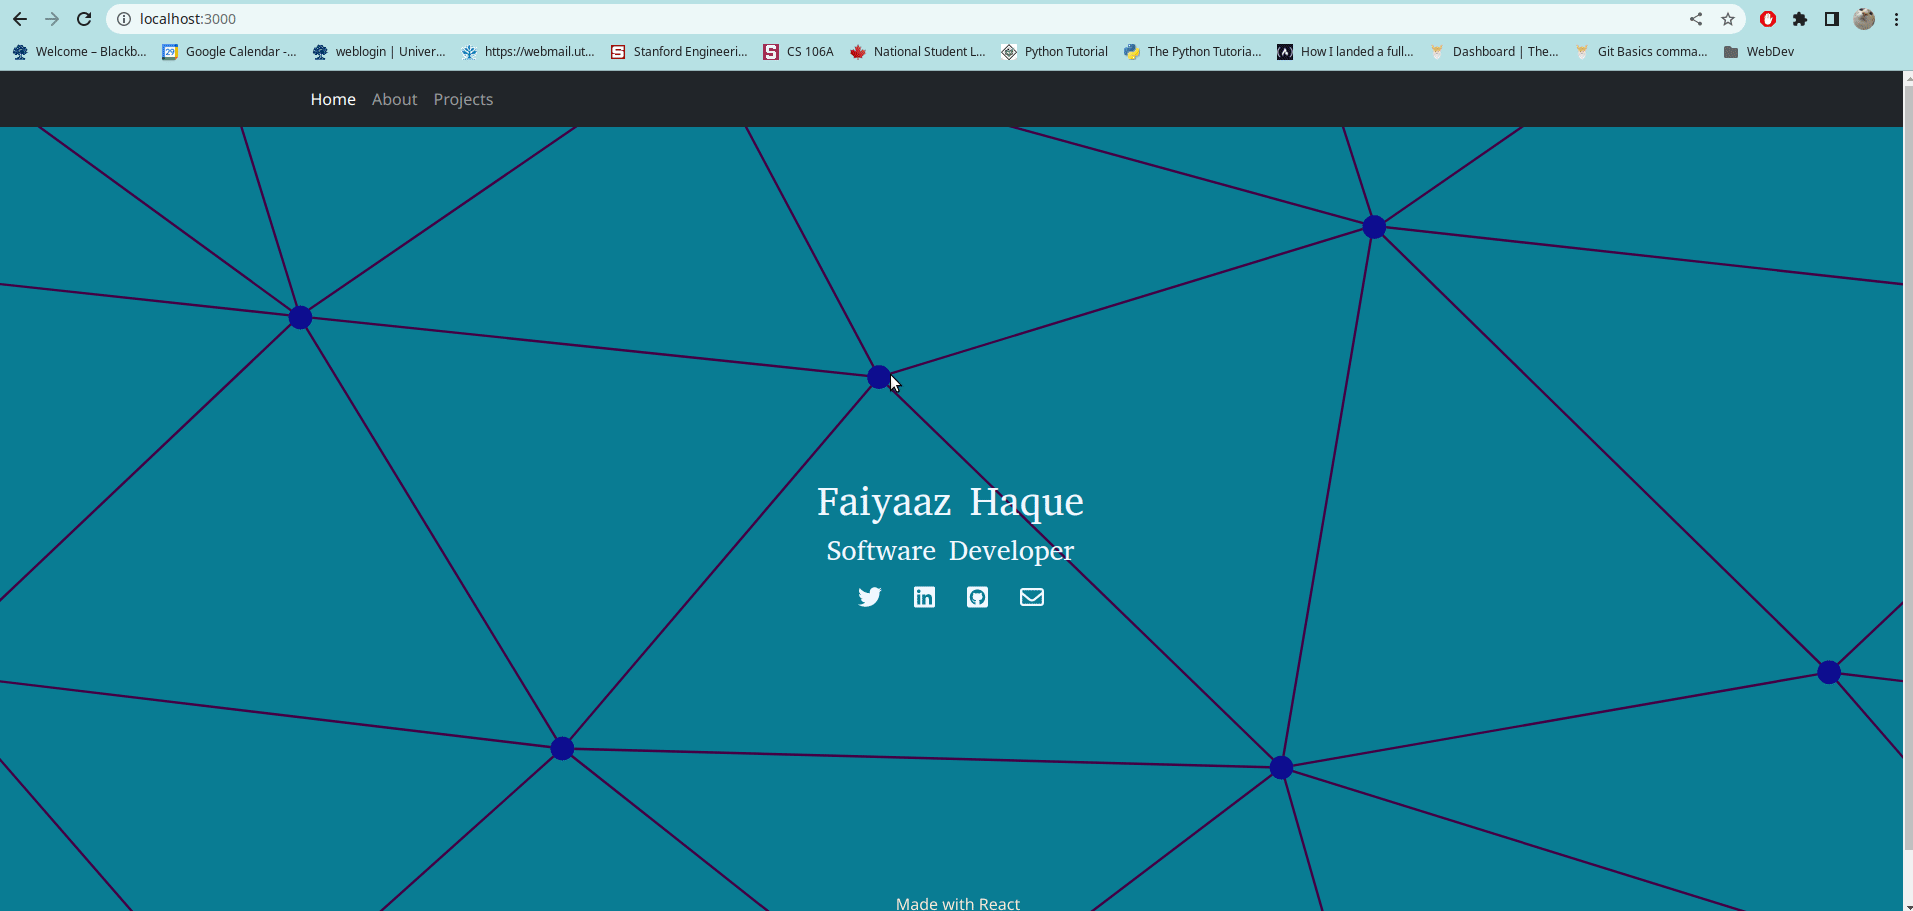 localhost:3000
Welcome – Blackb... Google Calendar -... weblogin | Univer... https://webmail.ut... Stanford Engineeri... CS 106A National Student L... Python Tutorial The Python Tutoria... How I landed a full... Dashboard | The... Git Basics comma... WebDev
Home About Projects
Faiyaaz Haque
Software Developer
Made with React